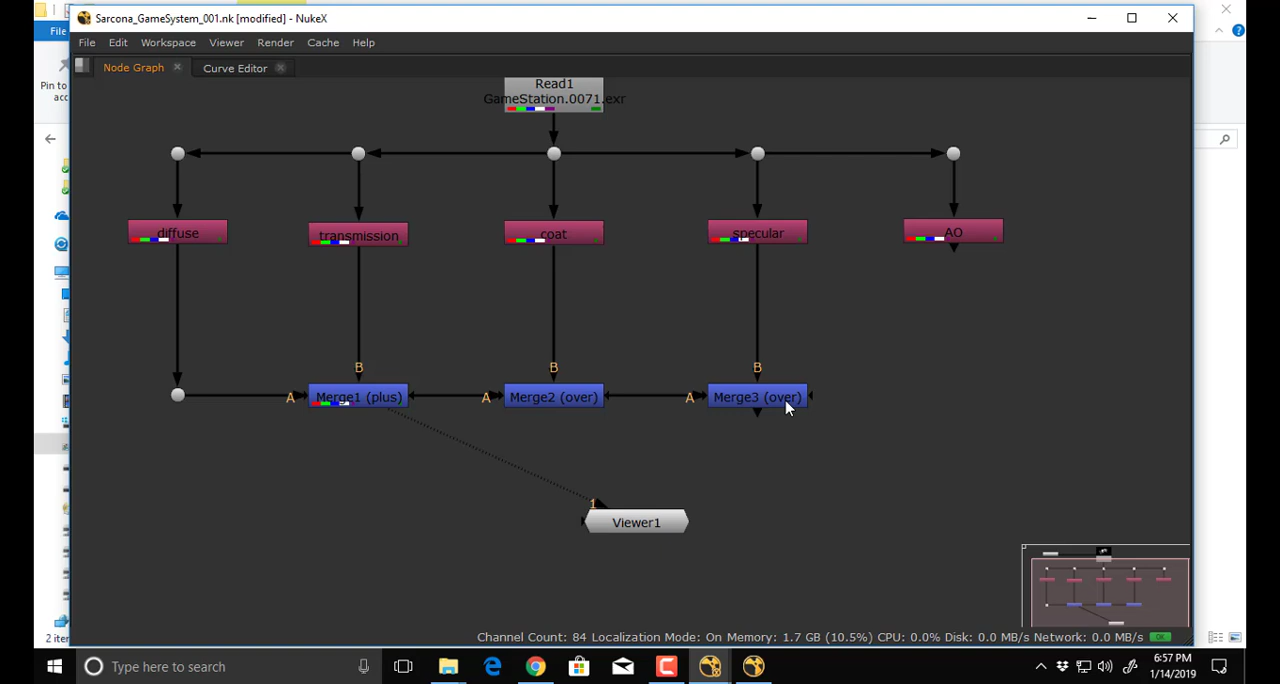 Sarcona_GameSystem_001.nk [modified] - NukeX
File
Pin to
acc
2 iter
File Edit Workspace Viewer Render Cache Help
Node Graph Curve Editor
Read1
GameStation.0071.exr
diffuse transmission coat specular AO
B B B
A Merge1 (plus) A Merge2 (over) A Merge3 (over)
1
Viewer1
Channel Count: 84 Localization Mode: On Memory: 1.7 GB (10.5%) CPU: 0.0% Disk: 0.0 MB/s Network: 0.0 MB/s OK
Type here to search
6:57 PM
1/14/2019